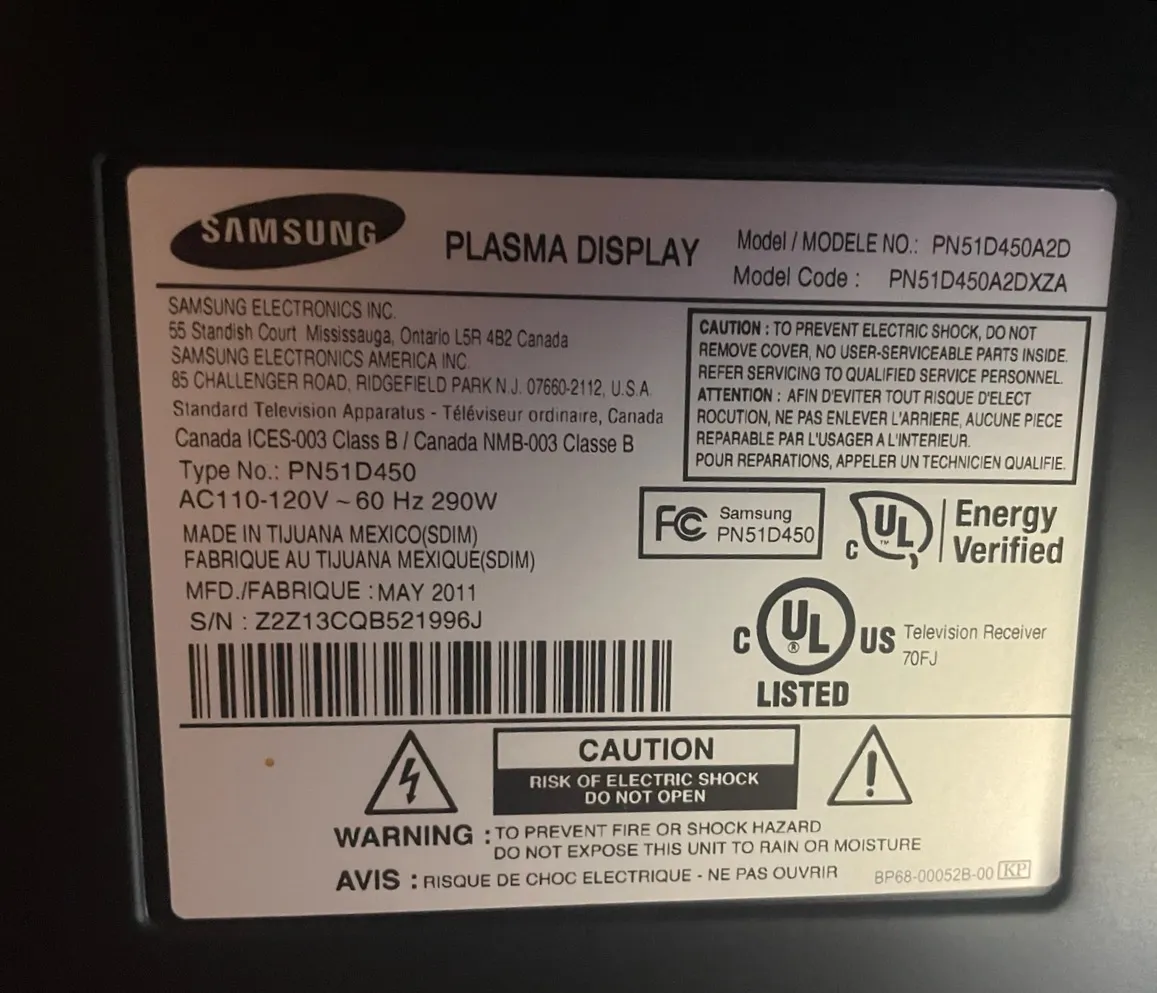 SAMSUNG
PLASMA DISPLAY
Model / MODELE NO.: PN51D450A2D
Model Code : PN51D450A2DXZA
SAMSUNG ELECTRONICS INC.
55 Standish Court Mississauga, Ontario L5R 4B2 Canada
SAMSUNG ELECTRONICS AMERICA INC.
85 CHALLENGER ROAD, RIDGEFIELD PARK N.J. 07660-2112, U.S.A.
Standard Television Apparatus - Téléviseur ordinaire, Canada
Canada ICES-003 Class B / Canada NMB-003 Classe B
Type No.: PN51D450
AC110-120V ~ 60 Hz 290W
MADE IN TIJUANA MEXICO(SDIM)
FABRIQUE AU TIJUANA MEXIQUE(SDIM)
MFD./FABRIQUE : MAY 2011
S/N : Z2Z13CQB521996J
CAUTION : TO PREVENT ELECTRIC SHOCK, DO NOT
REMOVE COVER, NO USER-SERVICEABLE PARTS INSIDE.
REFER SERVICING TO QUALIFIED SERVICE PERSONNEL.
ATTENTION : AFIN D'EVITER TOUT RISQUE D'ELECT
ROCUTION, NE PAS ENLEVER L'ARRIERE, AUCUNE PIECE
REPARABLE PAR L'USAGER A L'INTERIEUR.
POUR REPARATIONS, APPELER UN TECHNICIEN QUALIFIE.
FC Samsung
PN51D450
C UL ™ Energy
Verified
C UL ® US Television Receiver
70FJ
LISTED
CAUTION
RISK OF ELECTRIC SHOCK
DO NOT OPEN
WARNING : TO PREVENT FIRE OR SHOCK HAZARD
DO NOT EXPOSE THIS UNIT TO RAIN OR MOISTURE
AVIS : RISQUE DE CHOC ELECTRIQUE - NE PAS OUVRIR
BP68-00052B-00 KP